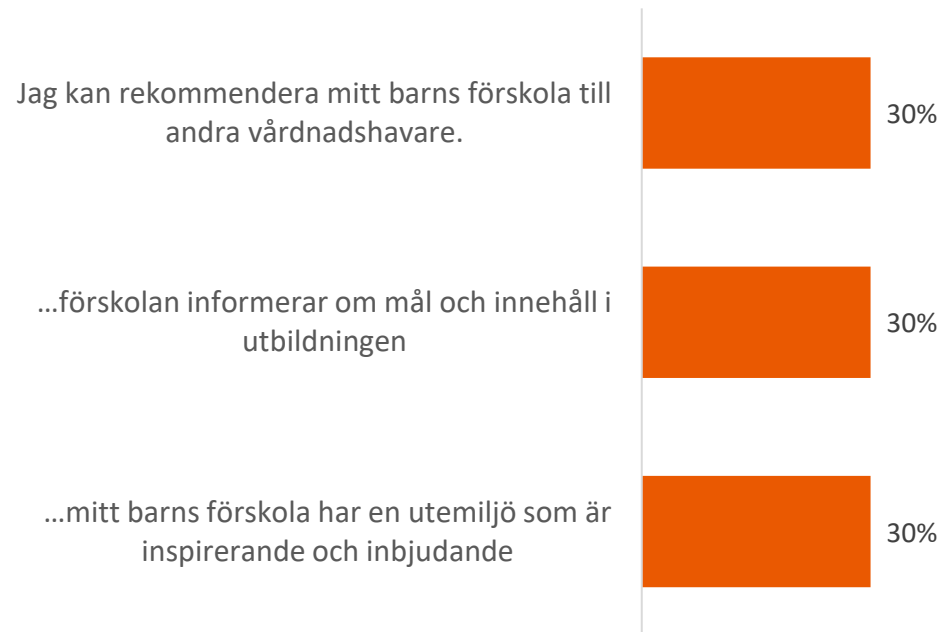 Jag kan rekommendera mitt barns förskola till
andra vårdnadshavare.
30%
...förskolan informerar om mål och innehåll i
utbildningen
30%
...mitt barns förskola har en utemiljö som är
inspirerande och inbjudande
30%